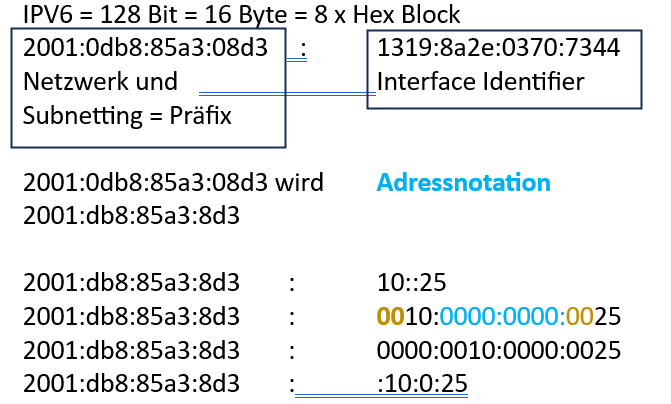 IPV6 = 128 Bit = 16 Byte = 8 x Hex Block
2001:0db8:85a3:08d3 : 1319:8a2e:0370:7344
Netzwerk und Interface Identifier
Subnetting = Präfix
2001:0db8:85a3:08d3 wird Adressnotation
2001:db8:85a3:8d3
2001:db8:85a3:8d3 : 10::25
2001:db8:85a3:8d3 : 0010:0000:0000:0025
2001:db8:85a3:8d3 : 0000:0010:0000:0025
2001:db8:85a3:8d3 : :10:0:25